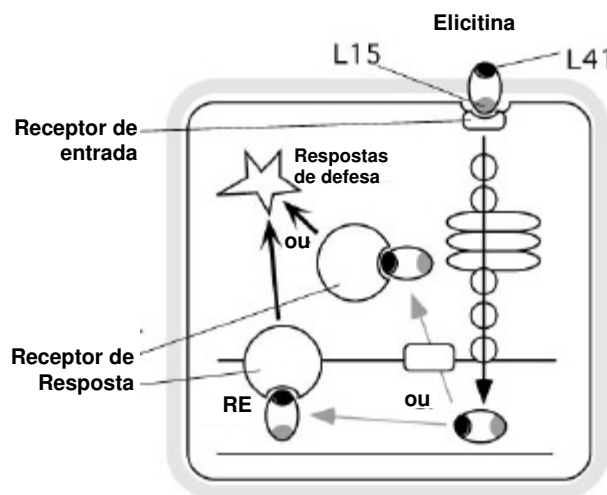 Elicitina
L15
L41
Receptor de
entrada
Respostas
de defesa
ou
Receptor de
Resposta
RE
ou